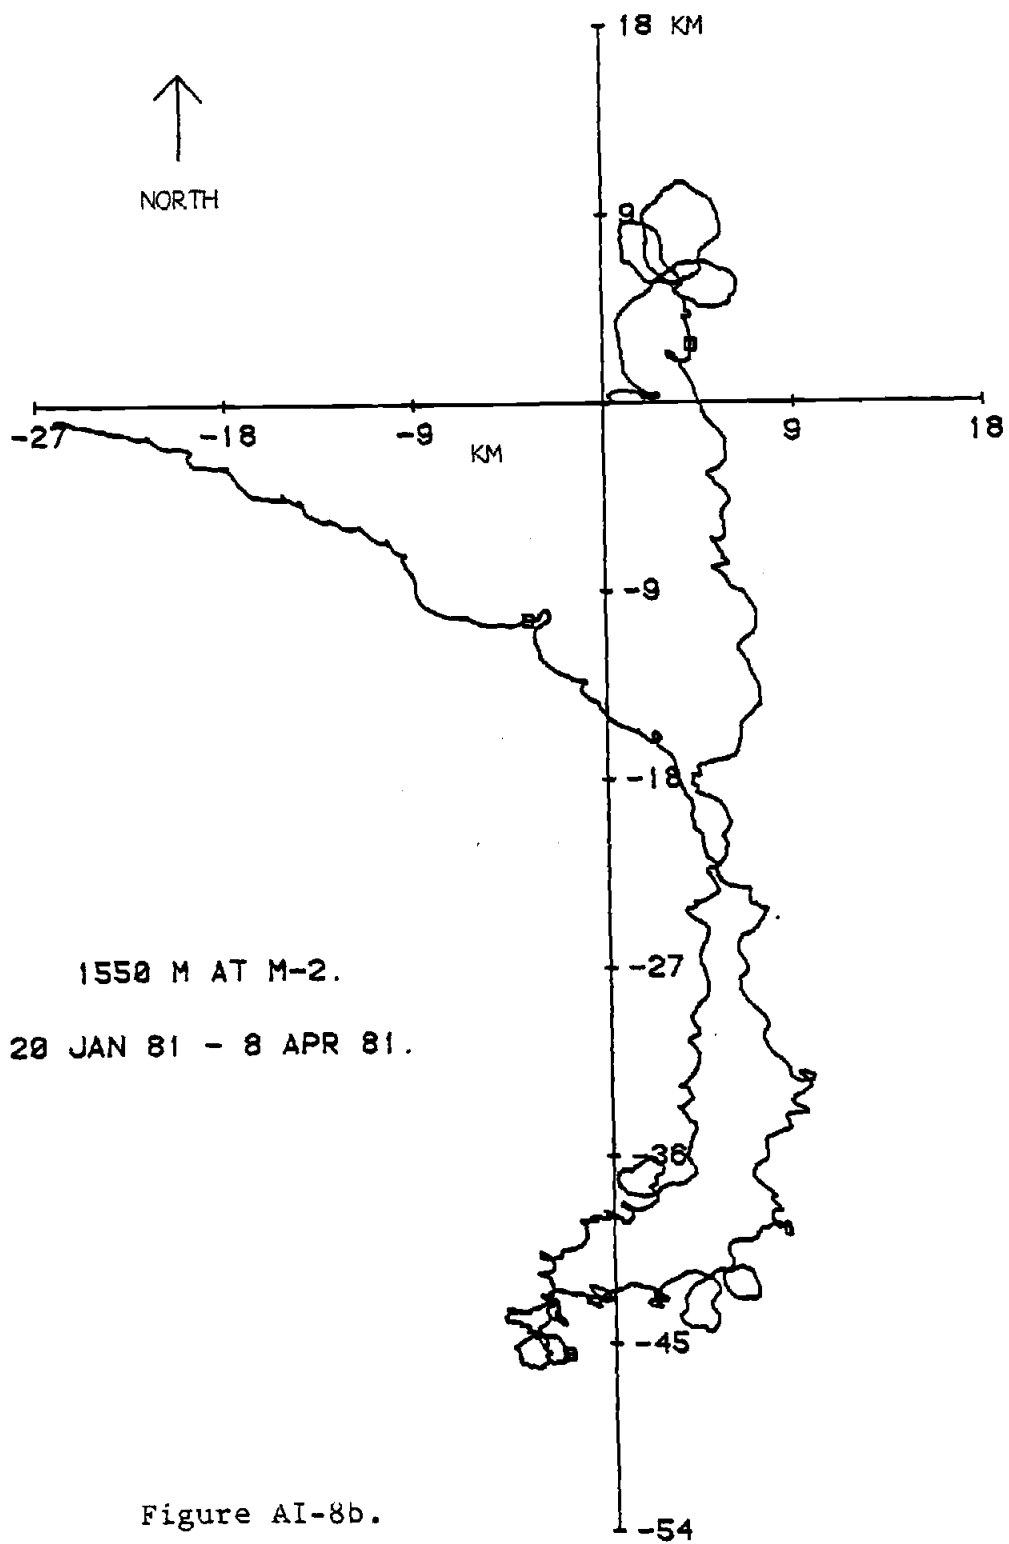 18 KM
NORTH
9
-27 -18 -9 9 18
KM
-9
-18
-27
-36
-45
-54
1550 M AT M-2.
20 JAN 81 - 8 APR 81.
Figure AI-8b.